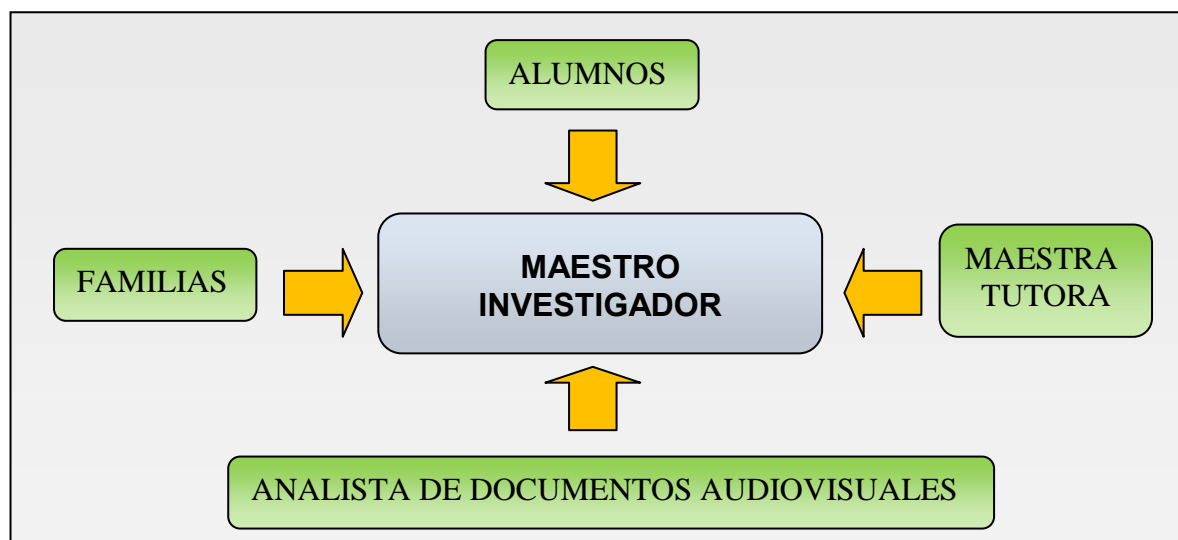 ALUMNOS
FAMILIAS
MAESTRO
INVESTIGADOR
MAESTRA
TUTORA
ANALISTA DE DOCUMENTOS AUDIOVISUALES